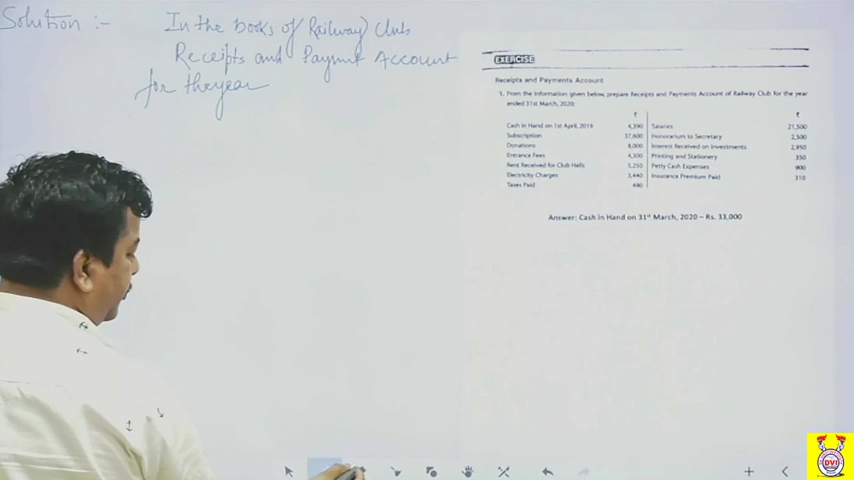 Solution :-
In the books of Railway Club
Receipts and Paymnt Account
for the year
EXERCISE
Receipts and Payments Account
1. From the information given below, prepare Receipts and Payments Account of Railway Club for the year
ended 31st March, 2020:
₹ ₹
Cash in Hand on 1st April, 2019 4,390 Salaries 21,500
Subscription 37,600 Honorarium to Secretary 2,500
Donations 8,000 Interest Received on Investments 2,950
Entrance Fees 4,300 Printing and Stationery 350
Rent Received for Club Halls 5,250 Petty Cash Expenses 900
Electricity Charges 3,440 Insurance Premium Paid 310
Taxes Paid 490
Answer: Cash in Hand on 31st March, 2020 – Rs. 33,000
DVI